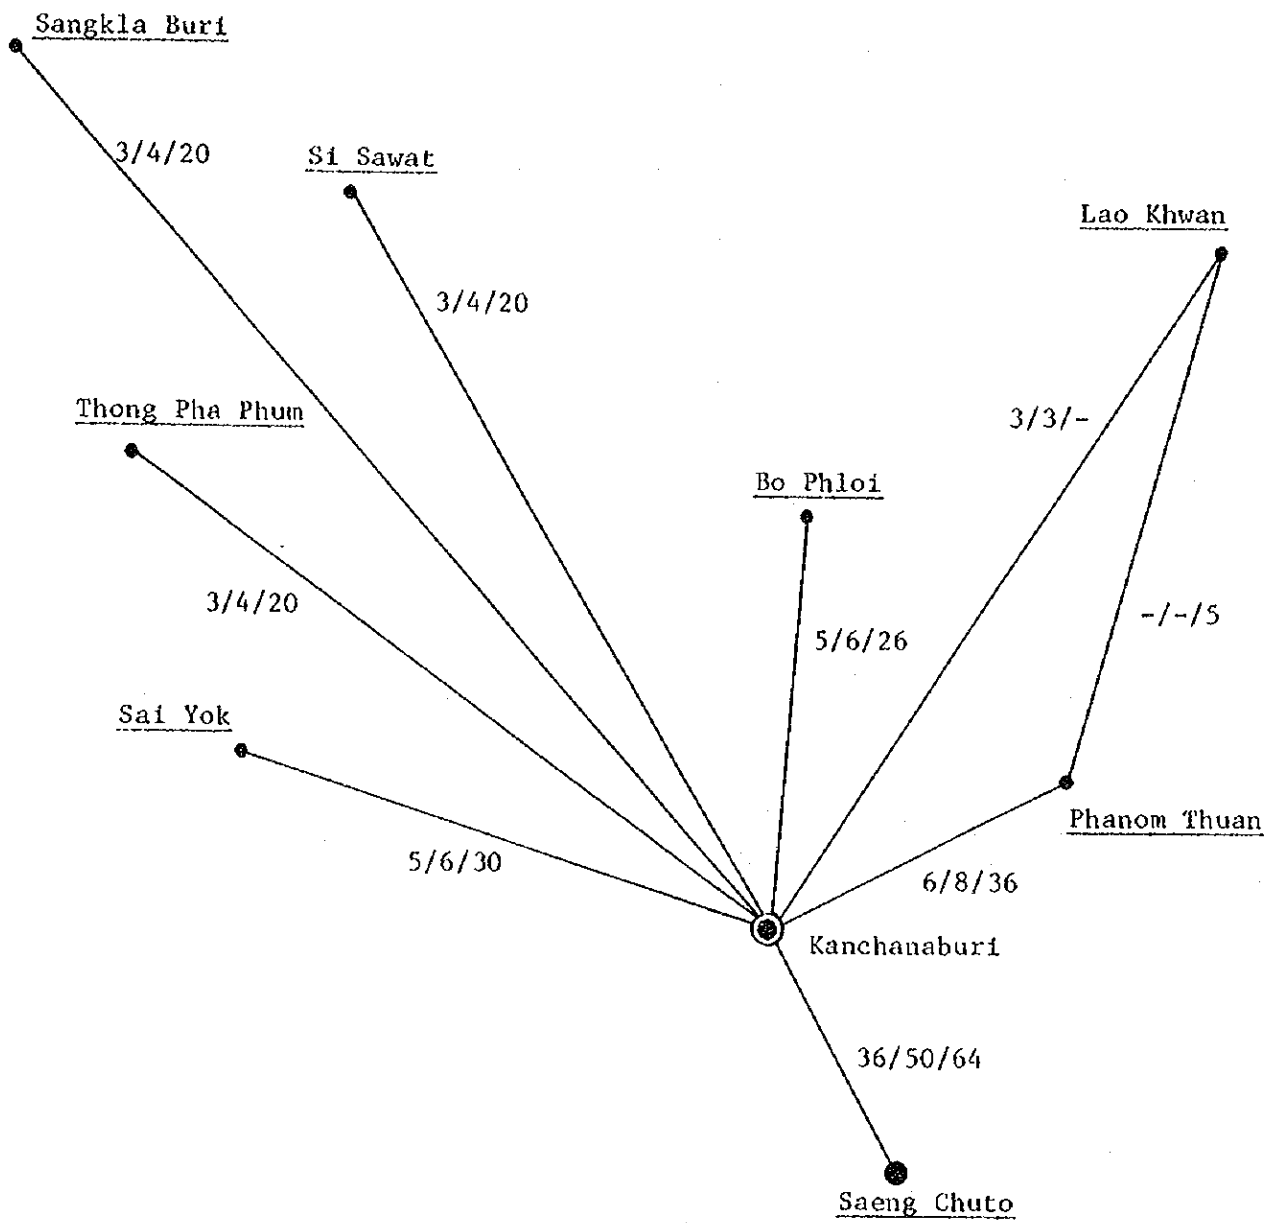 Sangkla Buri
3/4/20
Si Sawat
Lao Khwan
3/4/20
Thong Pha Phum
3/3/-
Bo Phloi
3/4/20
-/-/5
5/6/26
Sai Yok
Phanom Thuan
5/6/30
6/8/36
Kanchanaburi
36/50/64
Saeng Chuto